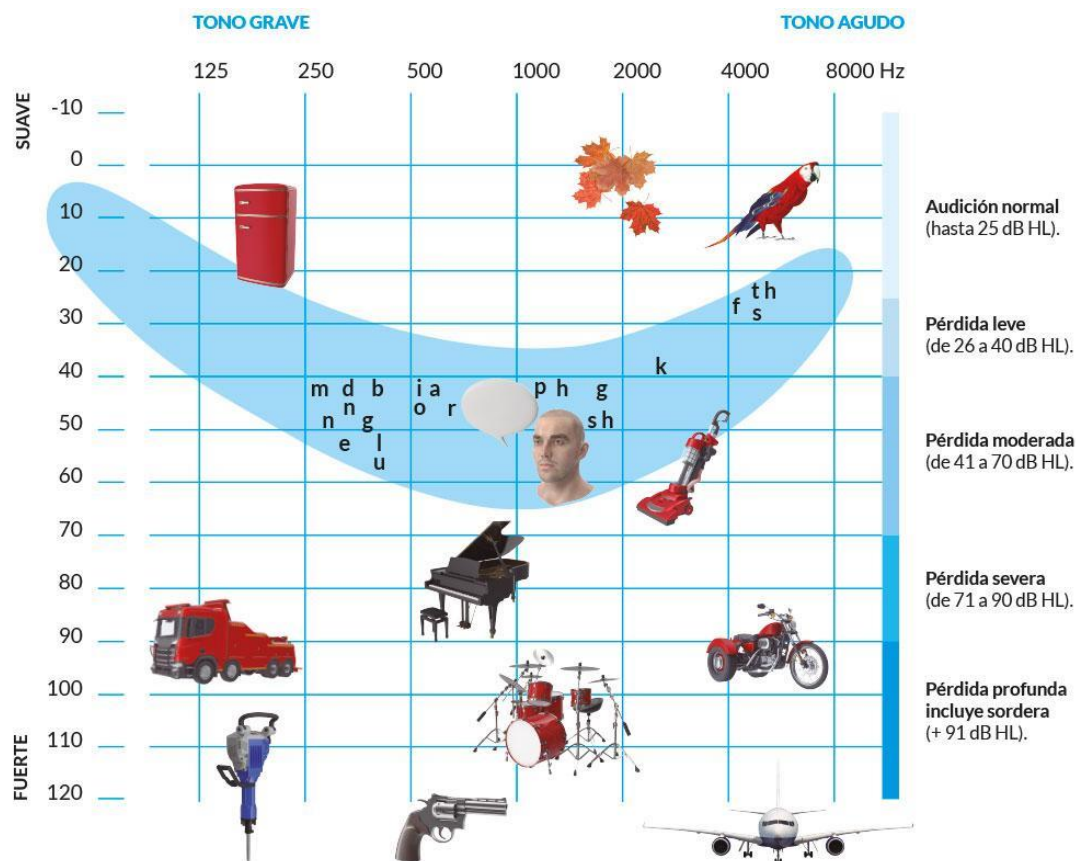 TONO GRAVE TONO AGUDO
125 250 500 1000 2000 4000 8000 Hz
SUAVE
-10
0
10
20
30
40
50
60
70
80
90
100
110
120
FUERTE
th
f s
k
m d b i a p h g
n o r
n g sh
e l
u
Audición normal
(hasta 25 dB HL).
Pérdida leve
(de 26 a 40 dB HL).
Pérdida moderada
(de 41 a 70 dB HL).
Pérdida severa
(de 71 a 90 dB HL).
Pérdida profunda
incluye sordera
(+ 91 dB HL).